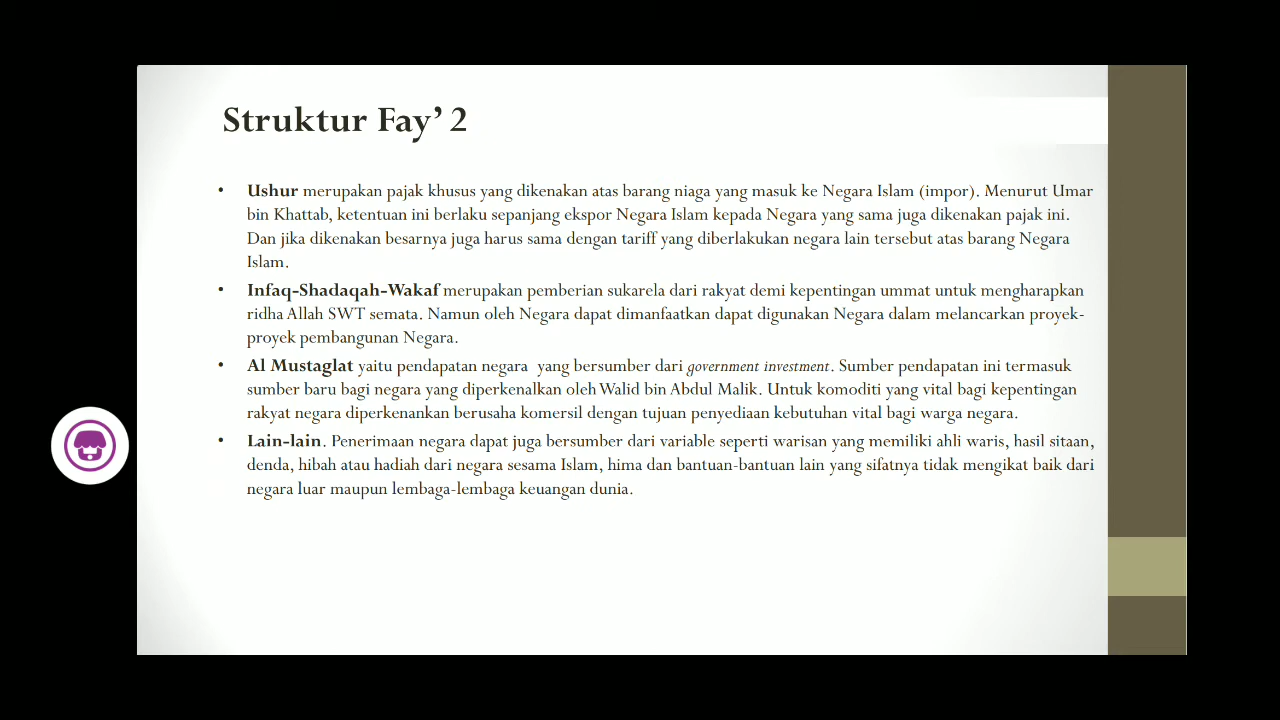 Struktur Fay’ 2
• Ushur merupakan pajak khusus yang dikenakan atas barang niaga yang masuk ke Negara Islam (impor). Menurut Umar
bin Khattab, ketentuan ini berlaku sepanjang ekspor Negara Islam kepada Negara yang sama juga dikenakan pajak ini.
Dan jika dikenakan besarnya juga harus sama dengan tariff yang diberlakukan negara lain tersebut atas barang Negara
Islam.
• Infaq-Shadaqah-Wakaf merupakan pemberian sukarela dari rakyat demi kepentingan ummat untuk mengharapkan
ridha Allah SWT semata. Namun oleh Negara dapat dimanfaatkan dapat digunakan Negara dalam melancarkan proyek-
proyek pembangunan Negara.
• Al Mustaglat yaitu pendapatan negara  yang bersumber dari government investment. Sumber pendapatan ini termasuk
sumber baru bagi negara yang diperkenalkan oleh Walid bin Abdul Malik. Untuk komoditi yang vital bagi kepentingan
rakyat negara diperkenankan berusaha komersil dengan tujuan penyediaan kebutuhan vital bagi warga negara.
• Lain-lain. Penerimaan negara dapat juga bersumber dari variable seperti warisan yang memiliki ahli waris, hasil sitaan,
denda, hibah atau hadiah dari negara sesama Islam, hima dan bantuan-bantuan lain yang sifatnya tidak mengikat baik dari
negara luar maupun lembaga-lembaga keuangan dunia.